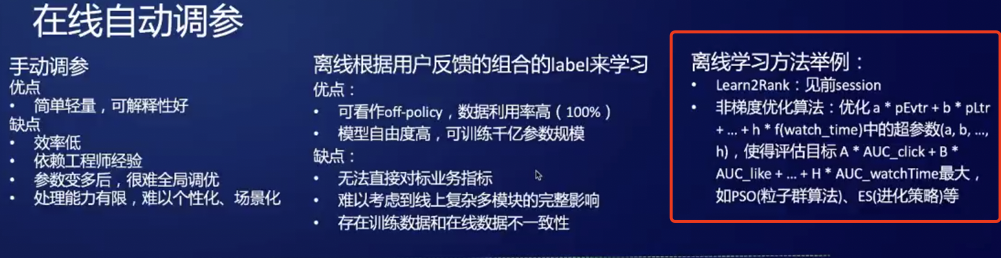 在线自动调参
手动调参
优点
• 简单轻量，可解释性好
缺点
• 效率低
• 依赖工程师经验
• 参数变多后，很难全局调优
• 处理能力有限，难以个性化、场景化
离线根据用户反馈的组合的label来学习
优点：
• 可看作off-policy，数据利用率高（100%）
• 模型自由度高，可训练千亿参数规模
缺点：
• 无法直接对标业务指标
• 难以考虑到线上复杂多模块的完整影响
• 存在训练数据和在线数据不一致性
离线学习方法举例：
• Learn2Rank：见前session
• 非梯度优化算法：优化 a * pEvtr + b * pLtr
+ ... + h * f(watch_time)中的超参数(a, b, ...,
h)，使得评估目标 A * AUC_click + B *
AUC_like + ... + H * AUC_watchTime最大，
如PSO(粒子群算法)、ES(进化策略)等